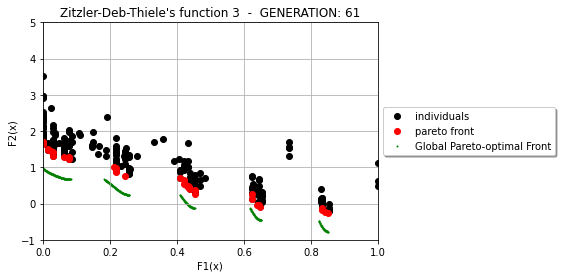 Zitzler-Deb-Thiele's function 3 - GENERATION: 61
5
4
3
2
1
0
−1
F2(x)
0.0 0.2 0.4 0.6 0.8 1.0
F1(x)
individuals
pareto front
Global Pareto-optimal Front